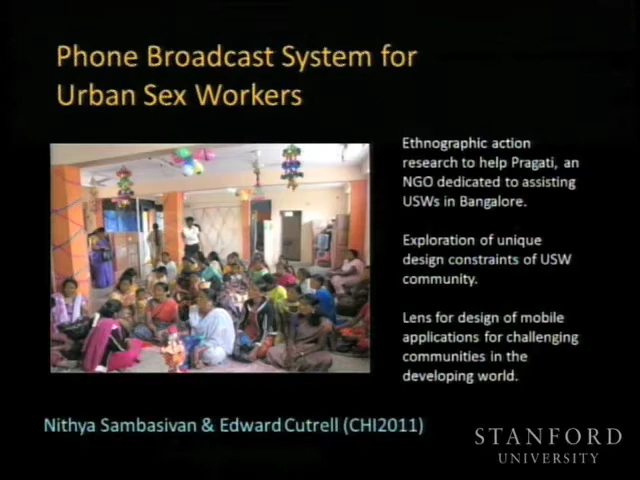 Phone Broadcast System for
Urban Sex Workers
Ethnographic action
research to help Pragati, an
NGO dedicated to assisting
USWs in Bangalore.
Exploration of unique
design constraints of USW
community.
Lens for design of mobile
applications for challenging
communities in the
developing world.
Nithya Sambasivan & Edward Cutrell (CHI2011)
STANFORD
UNIVERSITY